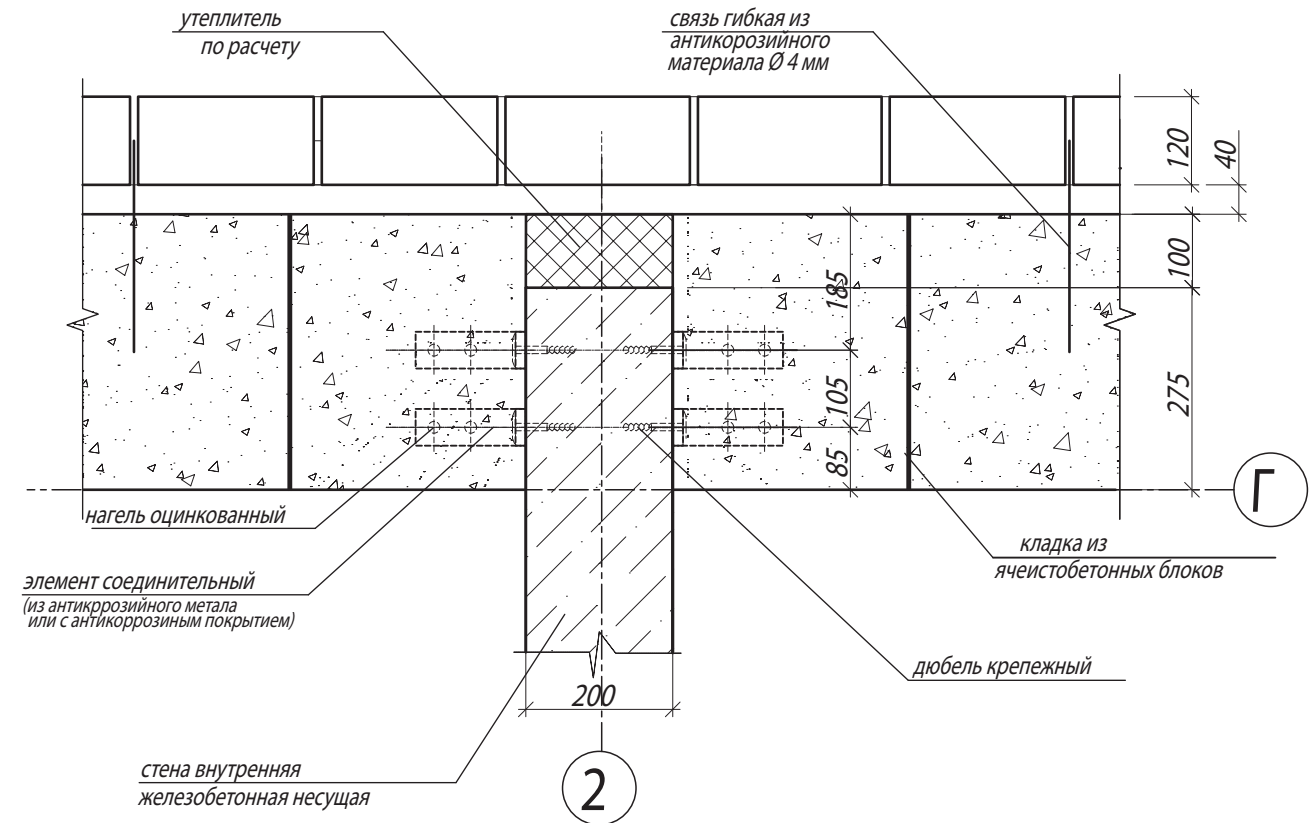 утеплитель
по расчету
связь гибкая из
антикорозийного
материала Ø 4 мм
120
40
100
185
275
105
85
Г
нагель оцинкованный
кладка из
ячеистобетонных блоков
элемент соединительный
(из антикррозийного метала
или с антикоррозиным покрытием)
дюбель крепежный
200
стена внутренняя
железобетонная несущая
2